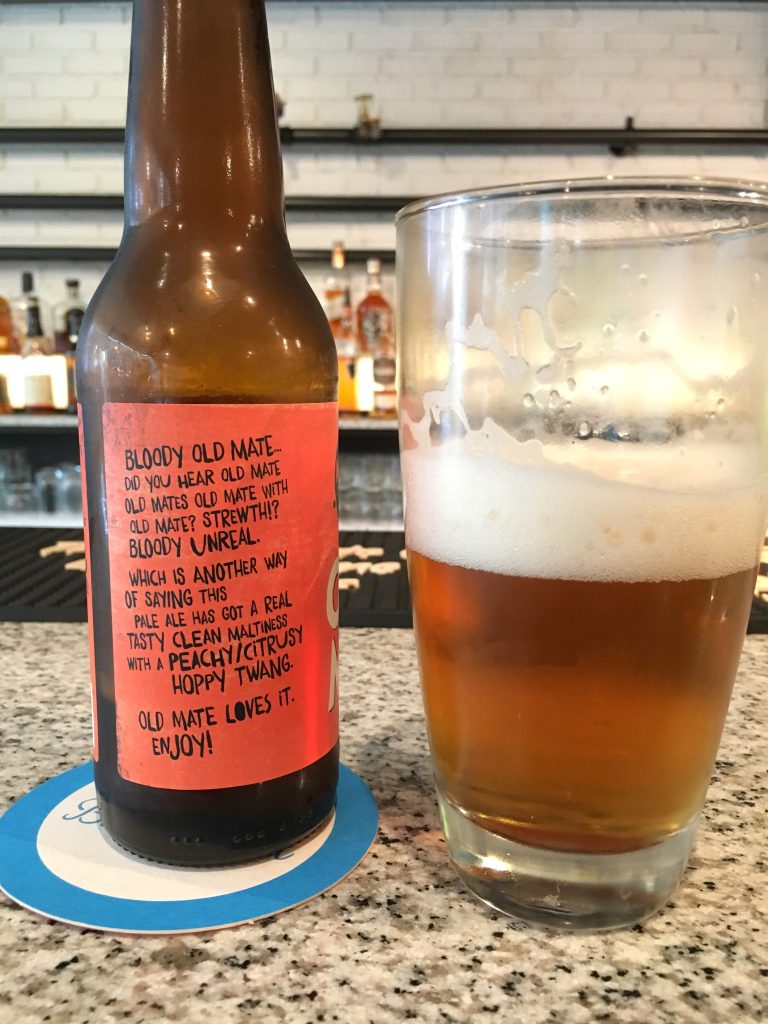 BLOODY OLD MATE...
DID YOU HEAR OLD MATE
OLD MATES OLD MATE WITH
OLD MATE? STREWTH!?
BLOODY UNREAL.
WHICH IS ANOTHER WAY
OF SAYING THIS
PALE ALE HAS GOT A REAL
TASTY CLEAN MALTINESS
WITH A PEACHY/CITRUSY
HOPPY TWANG.
OLD MATE LOVES IT.
ENJOY!